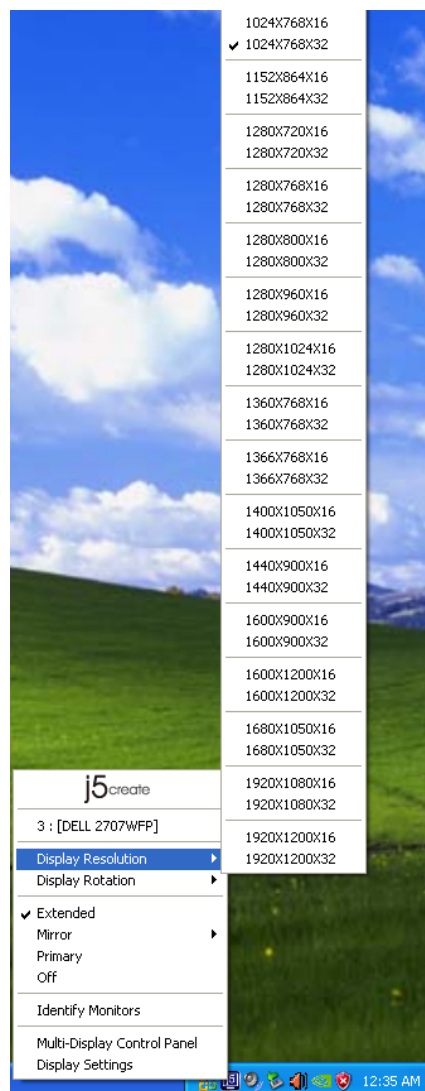 1024X768X16
1024X768X32
1152X864X16
1152X864X32
1280X720X16
1280X720X32
1280X768X16
1280X768X32
1280X800X16
1280X800X32
1280X960X16
1280X960X32
1280X1024X16
1280X1024X32
1360X768X16
1360X768X32
1366X768X16
1366X768X32
1400X1050X16
1400X1050X32
1440X900X16
1440X900X32
1600X900X16
1600X900X32
1600X1200X16
1600X1200X32
1680X1050X16
1680X1050X32
1920X1080X16
1920X1080X32
1920X1200X16
1920X1200X32
j5create
3 : [DELL 2707WFP]
Display Resolution
Display Rotation
Extended
Mirror
Primary
Off
Identify Monitors
Multi-Display Control Panel
Display Settings
j5
12:35 AM